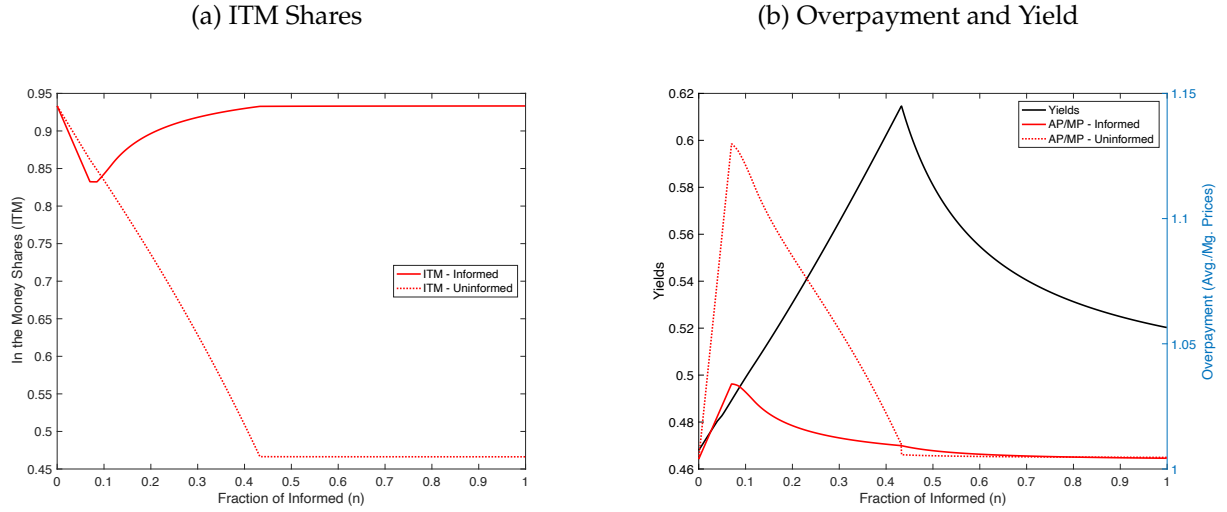 (a) ITM Shares
0.95
0.9
0.85
0.8
0.75
0.7
0.65
0.6
0.55
0.5
0.45
In the Money Shares (ITM)
ITM - Informed
ITM - Uninformed
0 0.1 0.2 0.3 0.4 0.5 0.6 0.7 0.8 0.9 1
Fraction of Informed (n)
(b) Overpayment and Yield
0.62
0.6
0.58
0.56
0.54
0.52
0.5
0.48
0.46
Yields
Yields
AP/MP - Informed
AP/MP - Uninformed
1.15
1.1
1.05
1
Overpayment (Avg./Mg. Prices)
0 0.1 0.2 0.3 0.4 0.5 0.6 0.7 0.8 0.9 1
Fraction of Informed (n)